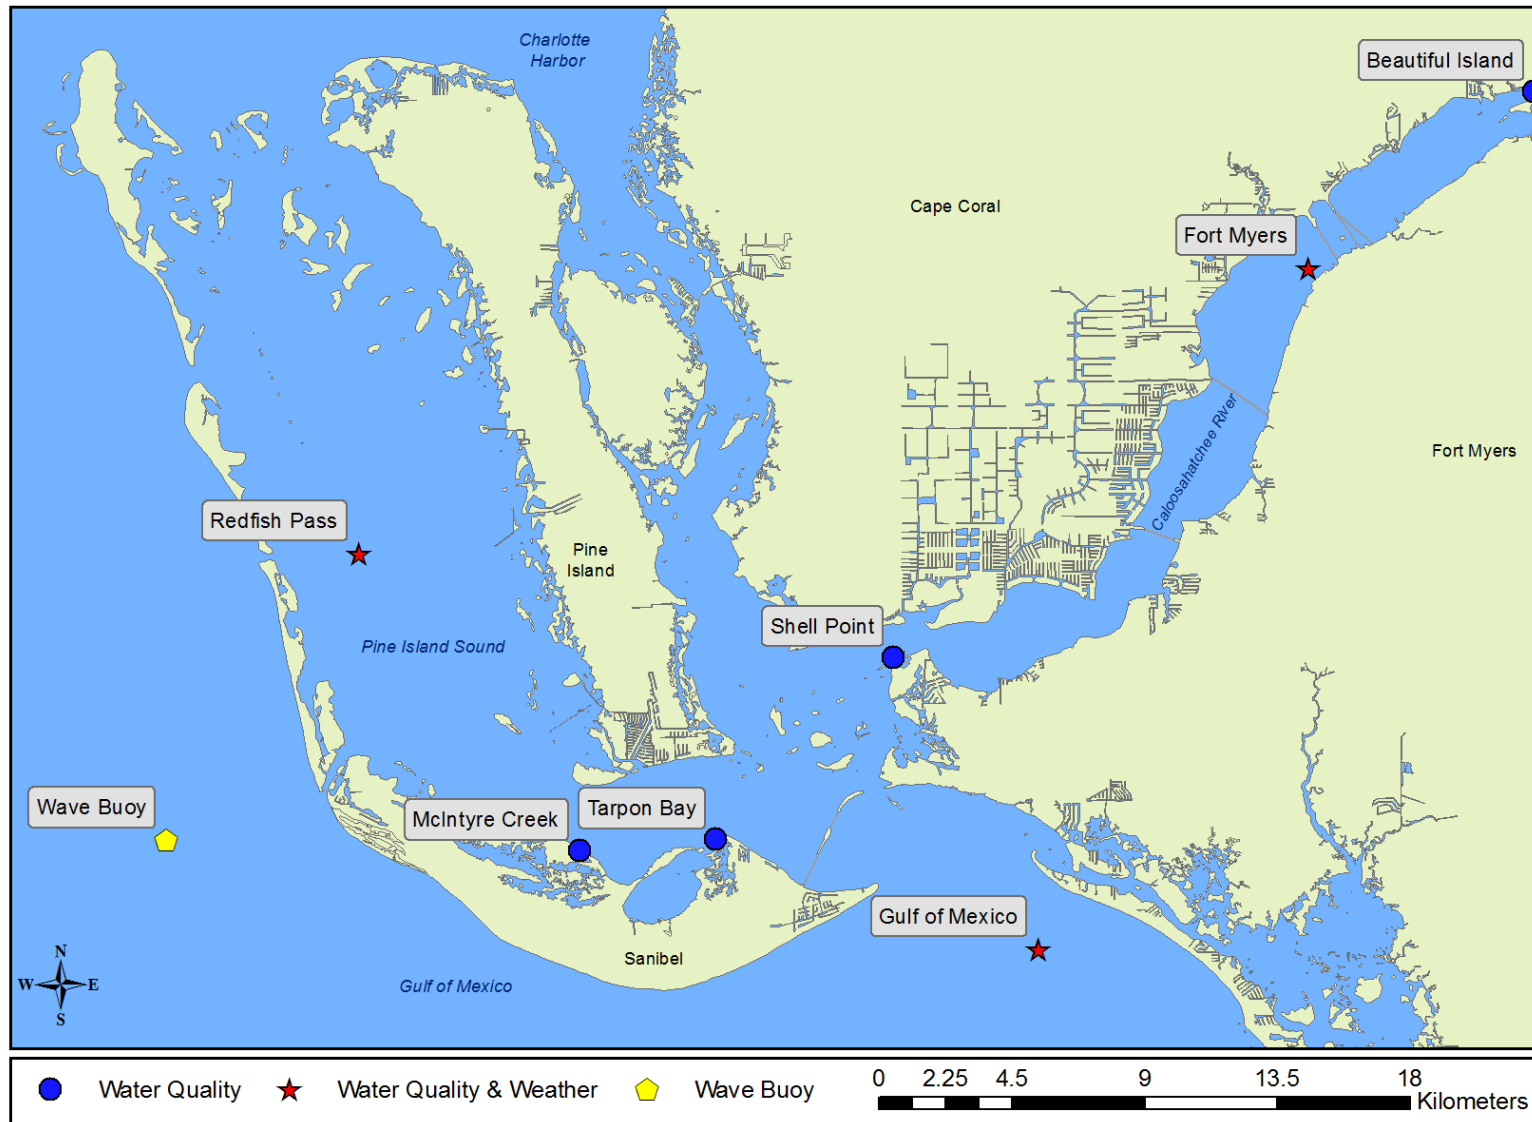 Charlotte
Harbor
Beautiful Island
Cape Coral
Fort Myers
Caloosahatchee River
Fort Myers
Redfish Pass
Pine
Island
Shell Point
Pine Island Sound
Wave Buoy
McIntyre Creek
Tarpon Bay
Gulf of Mexico
Sanibel
Gulf of Mexico
N
W E
S
Water Quality
Water Quality & Weather
Wave Buoy
0 2.25 4.5 9 13.5 18
Kilometers